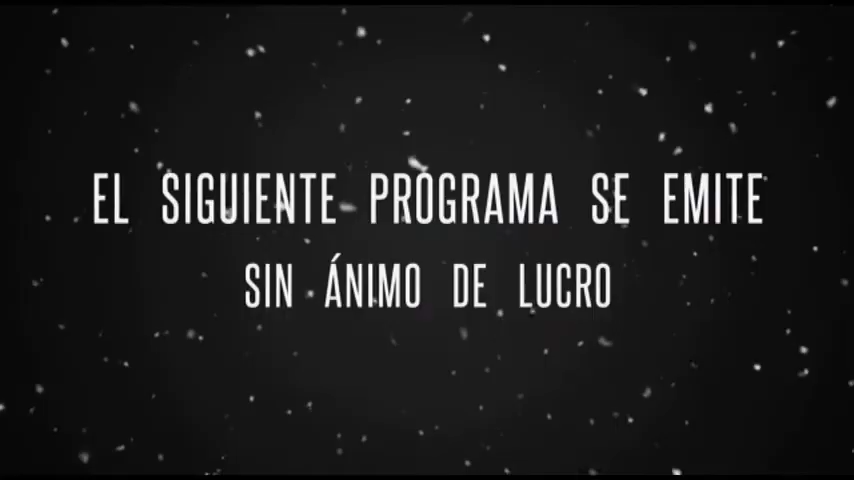 EL SIGUIENTE PROGRAMA SE EMITE
SIN ÁNIMO DE LUCRO